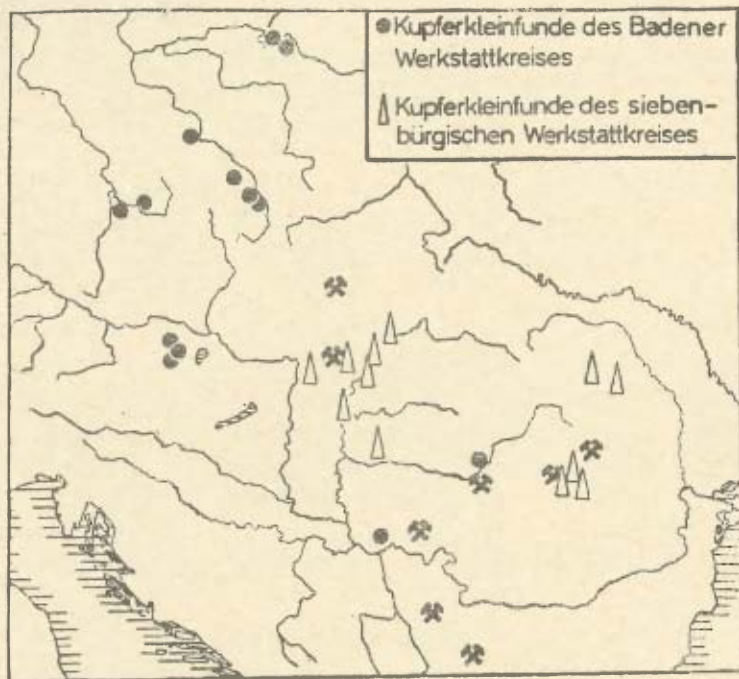 Kupferkleinfunde des Badener
Werkstattkreises
Kupferkleinfunde des sieben-
bürgischen Werkstattkreises